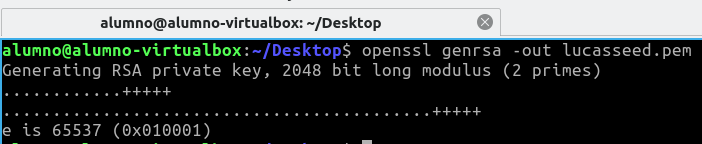 alumno@alumno-virtualbox: ~/Desktop
alumno@alumno-virtualbox:~/Desktop$ openssl genrsa -out lucasseed.pem
Generating RSA private key, 2048 bit long modulus (2 primes)
............+++++
...........................................+++++
e is 65537 (0x010001)